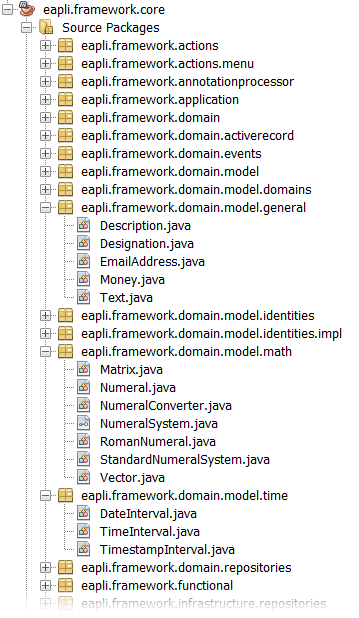 eapli.framework.core
Source Packages
eapli.framework.actions
eapli.framework.actions.menu
eapli.framework.annotationprocessor
eapli.framework.application
eapli.framework.domain
eapli.framework.domain.activerecord
eapli.framework.domain.events
eapli.framework.domain.model
eapli.framework.domain.model.domains
eapli.framework.domain.model.general
Description.java
Designation.java
EmailAddress.java
Money.java
Text.java
eapli.framework.domain.model.identities
eapli.framework.domain.model.identities.impl
eapli.framework.domain.model.math
Matrix.java
Numeral.java
NumeralConverter.java
NumeralSystem.java
RomanNumeral.java
StandardNumeralSystem.java
Vector.java
eapli.framework.domain.model.time
DateInterval.java
TimeInterval.java
TimestampInterval.java
eapli.framework.domain.repositories
eapli.framework.functional
eapli.framework.infrastructure.repositories